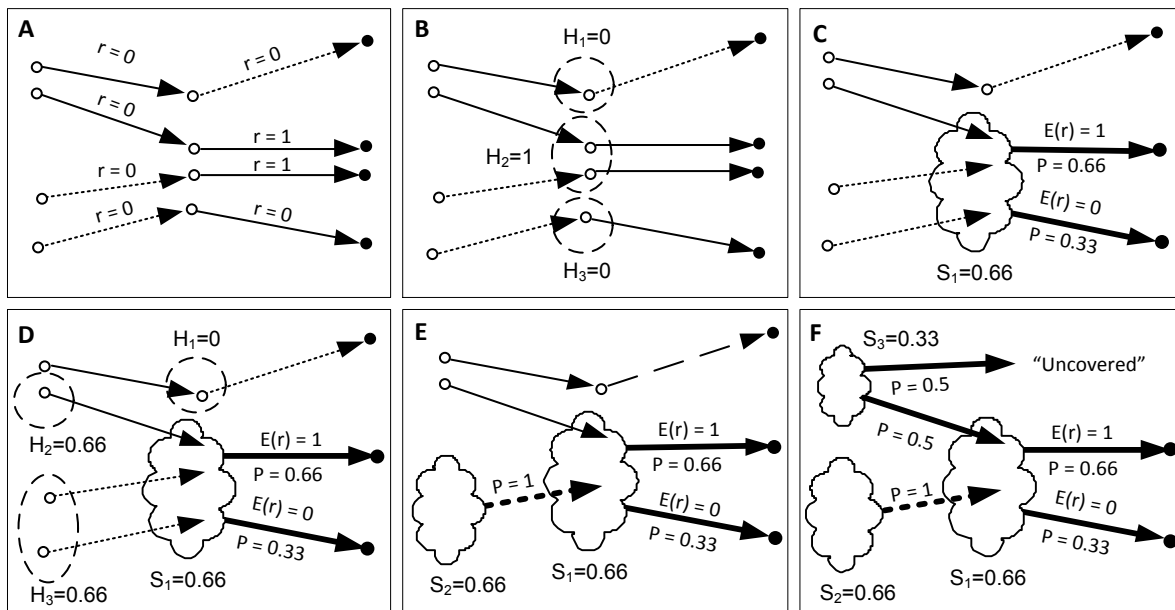 A
r = 0
r = 0
r = 0
r = 1
r = 1
r = 0
r = 0
r = 0
B
H₁=0
H₂=1
H₃=0
C
E(r) = 1
P = 0.66
E(r) = 0
P = 0.33
S₁=0.66
D
H₁=0
H₂=0.66
E(r) = 1
P = 0.66
E(r) = 0
P = 0.33
H₃=0.66
S₁=0.66
E
E(r) = 1
P = 0.66
P = 1
E(r) = 0
P = 0.33
S₂=0.66
S₁=0.66
F
S₃=0.33
P = 0.5
"Uncovered"
P = 0.5
E(r) = 1
P = 0.66
P = 1
E(r) = 0
P = 0.33
S₂=0.66
S₁=0.66